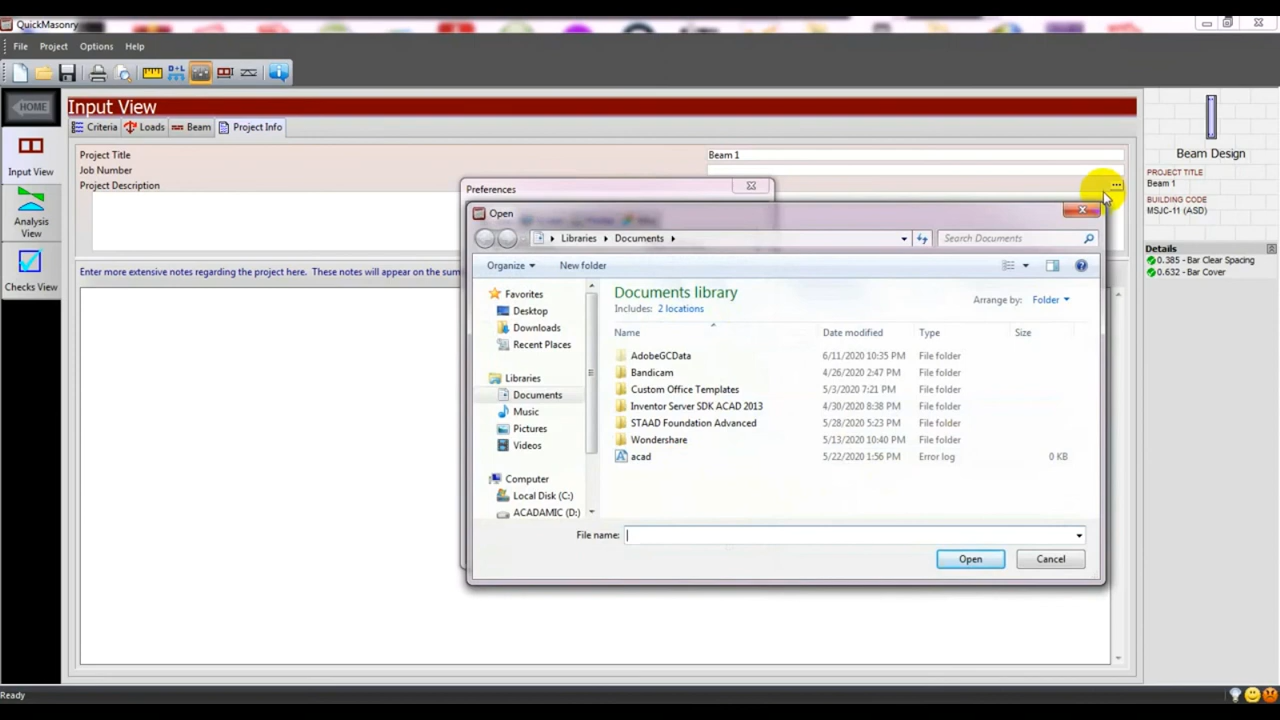 QuickMasonry
File Project Options Help
D+L
HOME
Input View
Criteria Loads Beam Project Info
Project Title Beam 1
Job Number
Project Description
Input View
Analysis
View
Checks View
Enter more extensive notes regarding the project here. These notes will appear on the sum
Preferences
Open
Libraries Documents Search Documents
Organize New folder
Favorites
Desktop
Downloads
Recent Places
Libraries
Documents
Music
Pictures
Videos
Computer
Local Disk (C:)
ACADAMIC (D:)
Documents library
Includes: 2 locations
Arrange by: Folder
Name Date modified Type Size
AdobeGCData 6/11/2020 10:35 PM File folder
Bandicam 4/26/2020 2:47 PM File folder
Custom Office Templates 5/3/2020 7:21 PM File folder
Inventor Server SDK ACAD 2013 4/30/2020 8:38 PM File folder
STAAD Foundation Advanced 5/28/2020 5:23 PM File folder
Wondershare 5/13/2020 10:40 PM File folder
acad 5/22/2020 1:56 PM Error log 0 KB
File name:
Open Cancel
Beam Design
PROJECT TITLE
Beam 1
BUILDING CODE
MSJC-11 (ASD)
Details
0.385 - Bar Clear Spacing
0.632 - Bar Cover
Ready